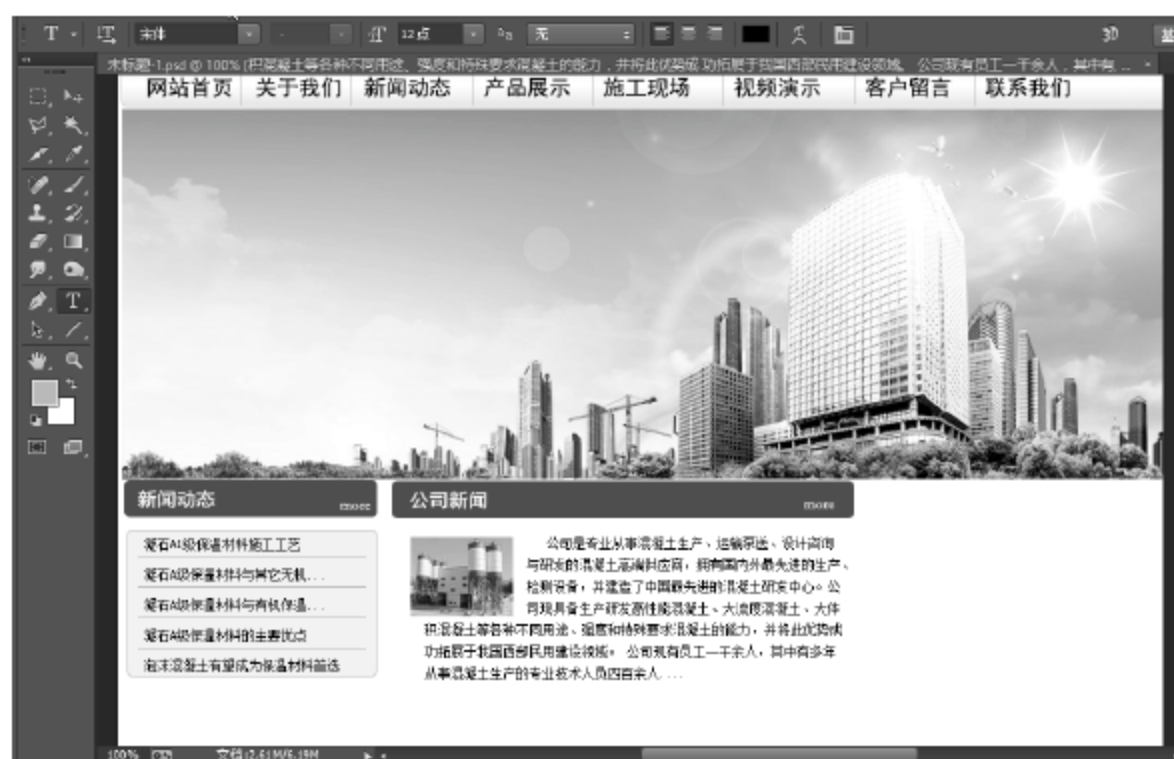 T 宋体 - 12点 aa 无 3D
未标题-1.psd @ 100% (积混凝土等各种不同用途、强度和特殊要求混凝土的能力，并将此优势成 功拓展于我国西部民用建设领域。 公司现有员工一千余人，其中有 ... ×
网站首页 关于我们 新闻动态 产品展示 施工现场 视频演示 客户留言 联系我们
新闻动态 more
凝石A1级保温材料施工工艺
凝石A级保温材料与其它无机...
凝石A级保温材料与有机保温...
凝石A级保温材料的主要优点
泡沫混凝土有望成为保温材料首选
公司新闻 more
公司是专业从事混凝土生产、运输泵送、设计咨询
与研发的混凝土高端供应商，拥有国内外最先进的生产、
检测设备，并建造了中国最先进的混凝土研发中心。公
司现具备生产研发高性能混凝土、大流度混凝土、大体
积混凝土等各种不同用途、强度和特殊要求混凝土的能力，并将此优势成
功拓展于我国西部民用建设领域。 公司现有员工一千余人，其中有多年
从事混凝土生产的专业技术人员四百余人 ...
100% 文档:2.61M/6.19M